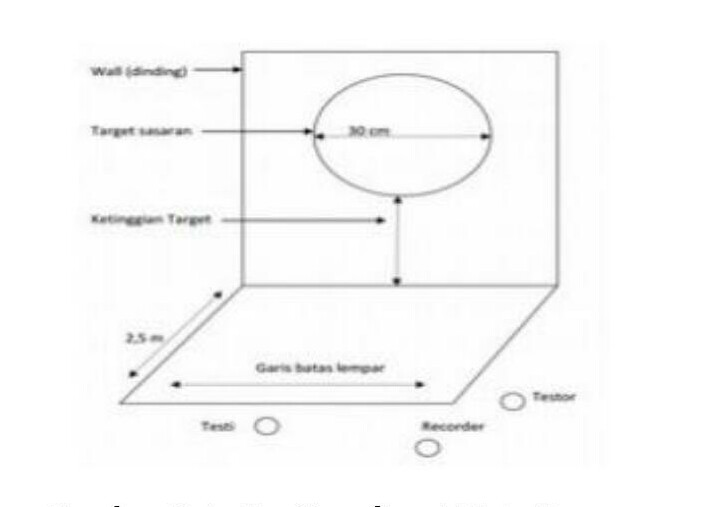 Wall (dinding)
Target sasaran
30 cm
Ketinggian Target
2,5 m
Garis batas lempar
Testor
Testi
Recorder